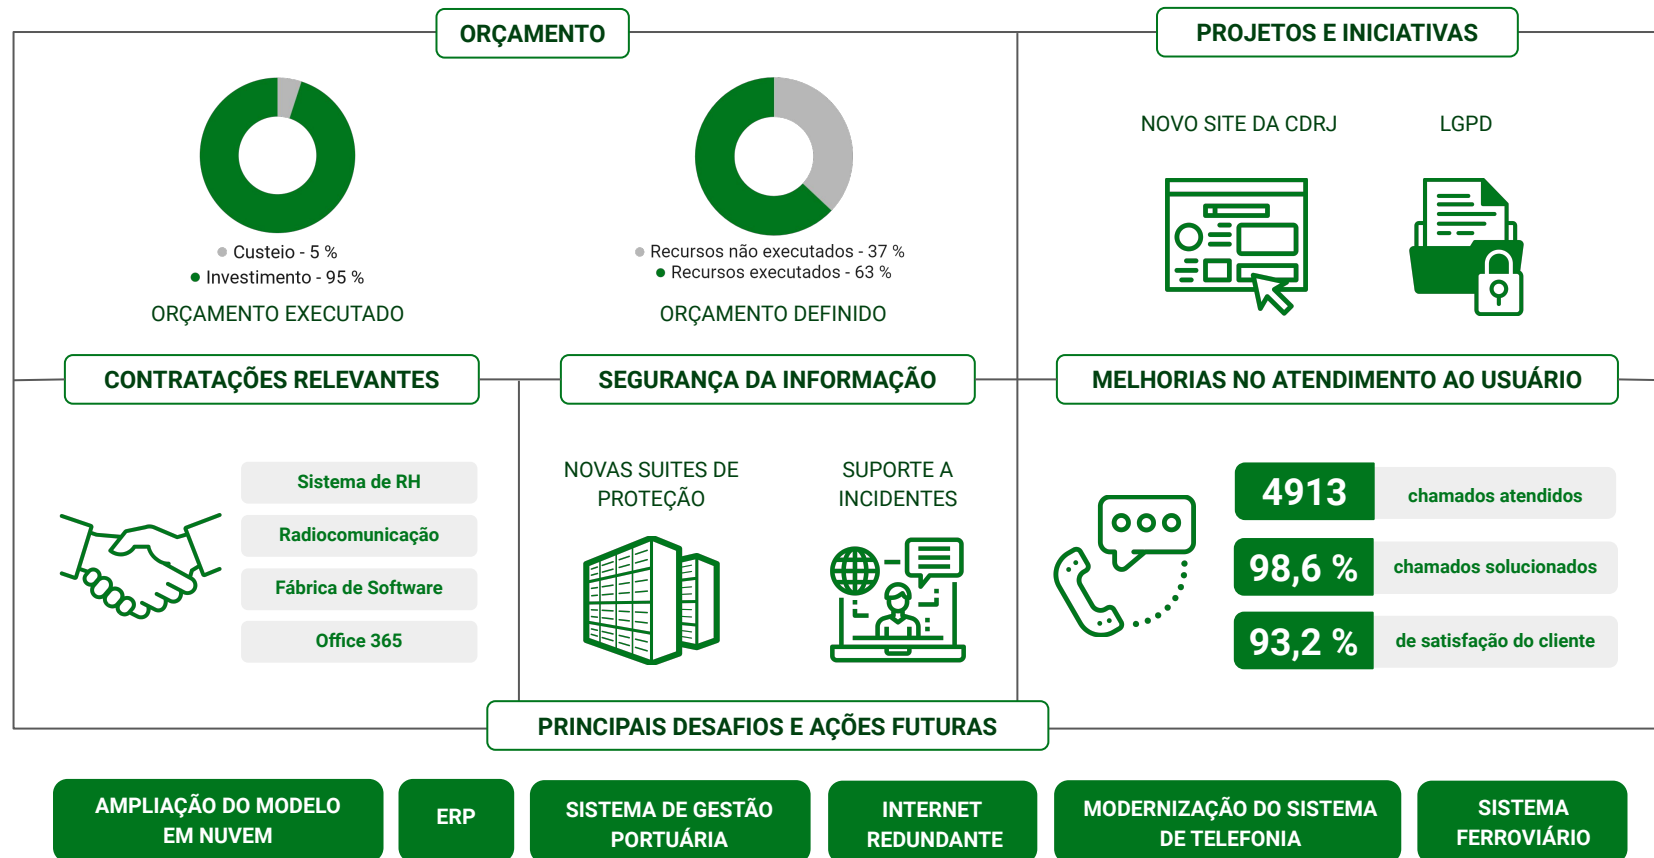 ORÇAMENTO
Custeio - 5 %
Investimento - 95 %
ORÇAMENTO EXECUTADO
Recursos não executados - 37 %
Recursos executados - 63 %
ORÇAMENTO DEFINIDO
PROJETOS E INICIATIVAS
NOVO SITE DA CDRJ
LGPD
CONTRATAÇÕES RELEVANTES
Sistema de RH
Radiocomunicação
Fábrica de Software
Office 365
SEGURANÇA DA INFORMAÇÃO
NOVAS SUITES DE
PROTEÇÃO
SUPORTE A
INCIDENTES
MELHORIAS NO ATENDIMENTO AO USUÁRIO
4913 chamados atendidos
98,6 % chamados solucionados
93,2 % de satisfação do cliente
PRINCIPAIS DESAFIOS E AÇÕES FUTURAS
AMPLIAÇÃO DO MODELO
EM NUVEM
ERP
SISTEMA DE GESTÃO
PORTUÁRIA
INTERNET
REDUNDANTE
MODERNIZAÇÃO DO SISTEMA
DE TELEFONIA
SISTEMA
FERROVIÁRIO